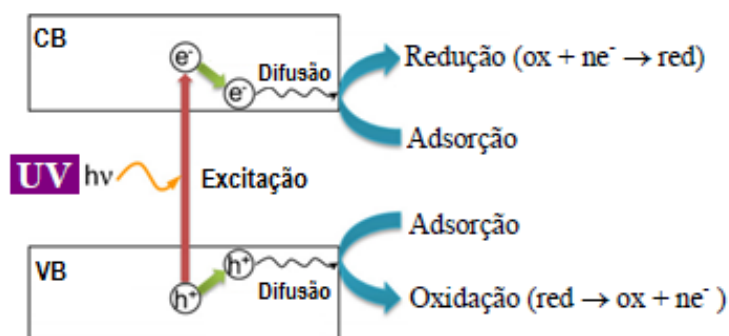 CB
e⁻
e⁻
Difusão
Redução (ox + ne⁻ → red)
Adsorção
UV hν
Excitação
Adsorção
VB
h⁺
h⁺
Difusão
Oxidação (red → ox + ne⁻ )